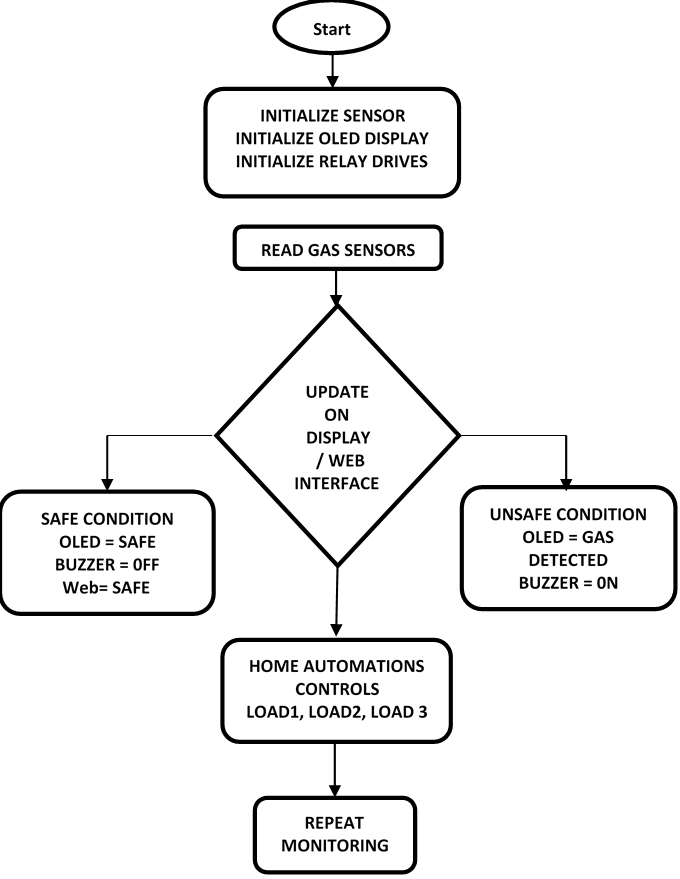 Start
INITIALIZE SENSOR
INITIALIZE OLED DISPLAY
INITIALIZE RELAY DRIVES
READ GAS SENSORS
UPDATE
ON
DISPLAY
/ WEB
INTERFACE
SAFE CONDITION
OLED = SAFE
BUZZER = 0FF
Web= SAFE
UNSAFE CONDITION
OLED = GAS
DETECTED
BUZZER = 0N
HOME AUTOMATIONS
CONTROLS
LOAD1, LOAD2, LOAD 3
REPEAT
MONITORING